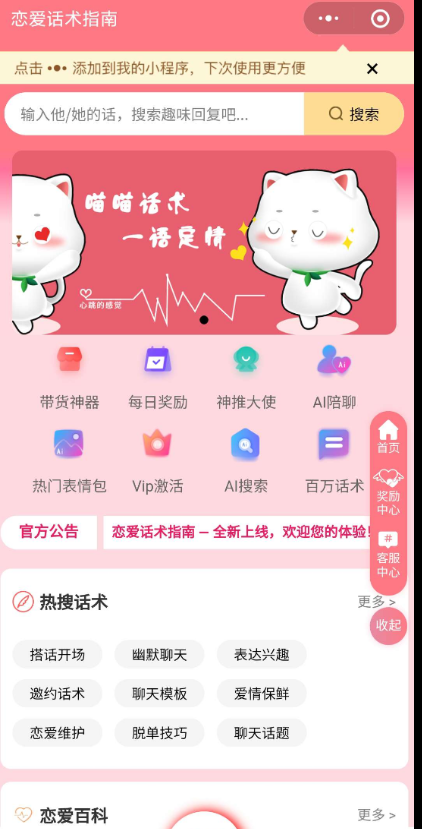 恋爱话术指南
点击 •●• 添加到我的小程序，下次使用更方便
输入他/她的话，搜索趣味回复吧...
搜索
喵喵话术
一语定情
心跳的感觉
带货神器
每日奖励
神推大使
AI陪聊
Ai
热门表情包
Vip激活
AI搜索
百万话术
首页
奖励
中心
客服
中心
收起
官方公告
恋爱话术指南 — 全新上线，欢迎您的体验！
热搜话术
更多 >
搭话开场
幽默聊天
表达兴趣
邀约话术
聊天模板
爱情保鲜
恋爱维护
脱单技巧
聊天话题
恋爱百科
更多 >